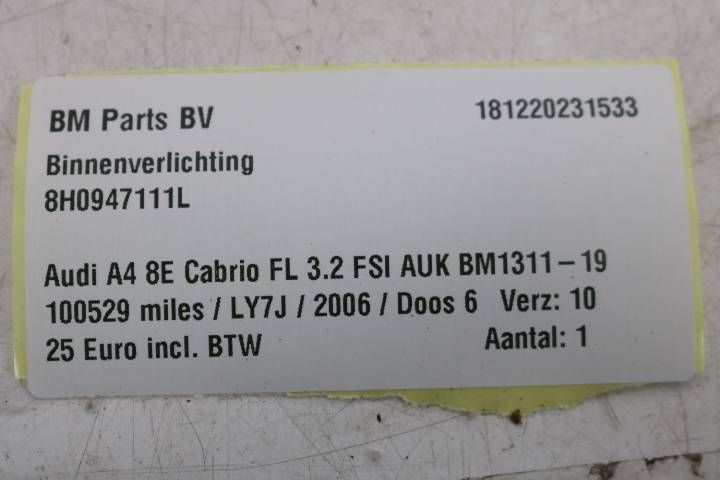 BM Parts BV 181220231533
Binnenverlichting
8H0947111L
Audi A4 8E Cabrio FL 3.2 FSI AUK BM1311-19
100529 miles / LY7J / 2006 / Doos 6 Verz: 10
25 Euro incl. BTW Aantal: 1